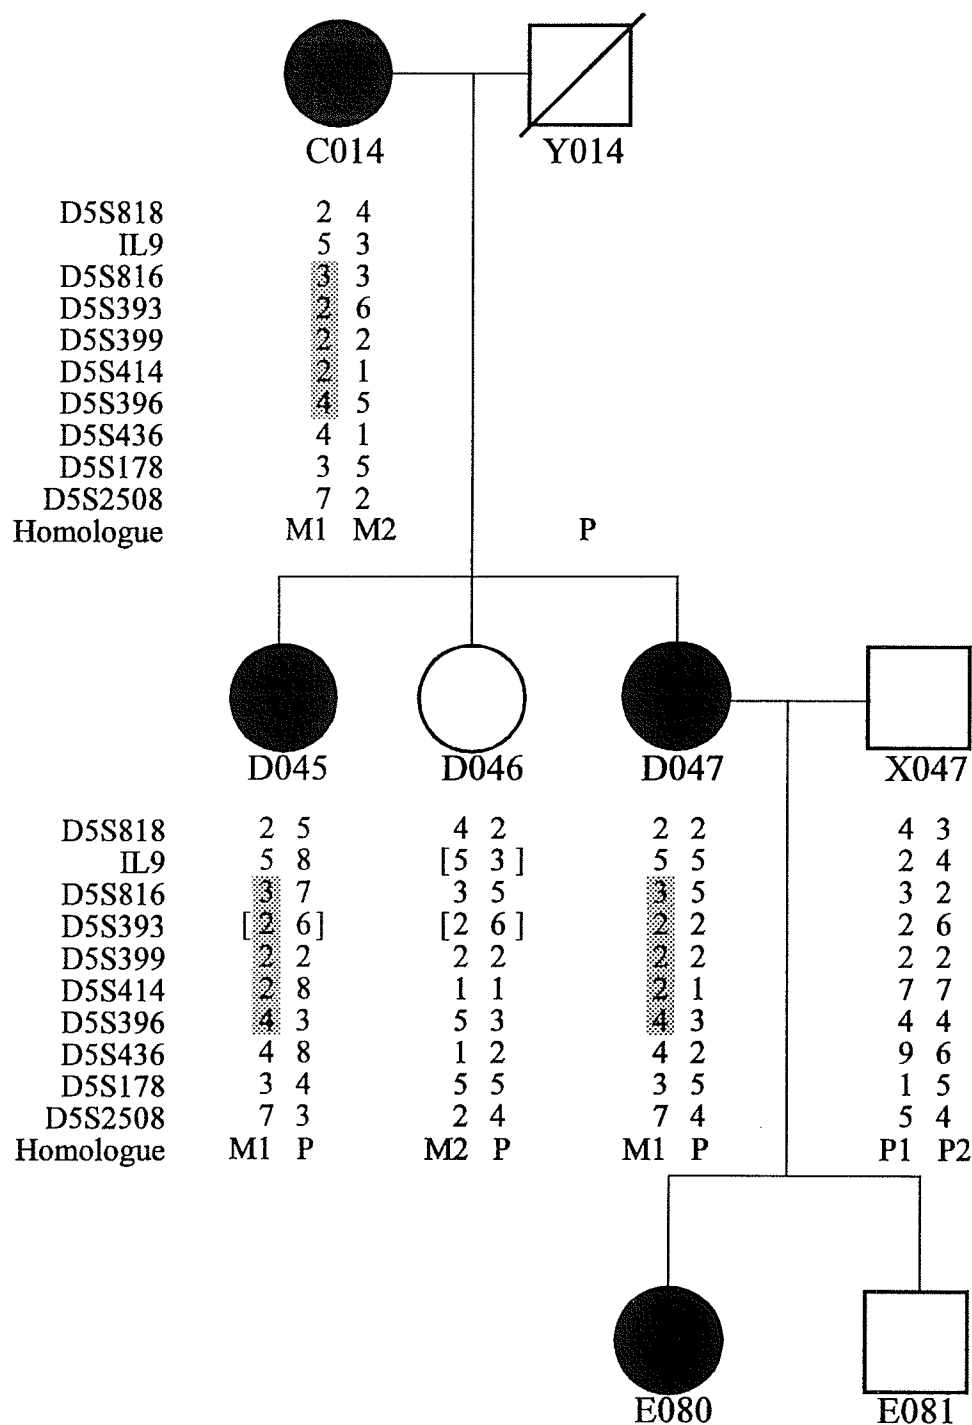 C014 Y014
D5S818 2 4
IL9 5 3
D5S816 3 3
D5S393 2 6
D5S399 2 2
D5S414 2 1
D5S396 4 5
D5S436 4 1
D5S178 3 5
D5S2508 7 2
Homologue M1 M2 P
D045 D046 D047 X047
D5S818 2 5 4 2 2 2 4 3
IL9 5 8 [5 3] 5 5 2 4
D5S816 3 7 3 5 3 5 3 2
D5S393 [2 6] [2 6] 2 2 2 6
D5S399 2 2 2 2 2 2 2 2
D5S414 2 8 1 1 2 1 7 7
D5S396 4 3 5 3 4 3 4 4
D5S436 4 8 1 2 4 2 9 6
D5S178 3 4 5 5 3 5 1 5
D5S2508 7 3 2 4 7 4 5 4
Homologue M1 P M2 P M1 P P1 P2
E080 E081